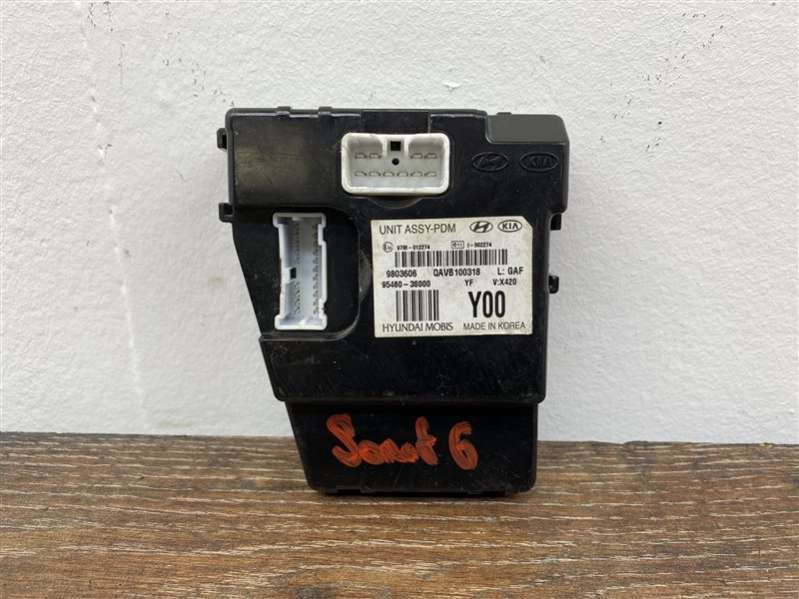 KIA
UNIT ASSY-PDM KIA
9803606 QAVB100318 L: GAF
95480-3S000 YF V:X420
Y00
HYUNDAI MOBIS MADE IN KOREA
Sonat 6